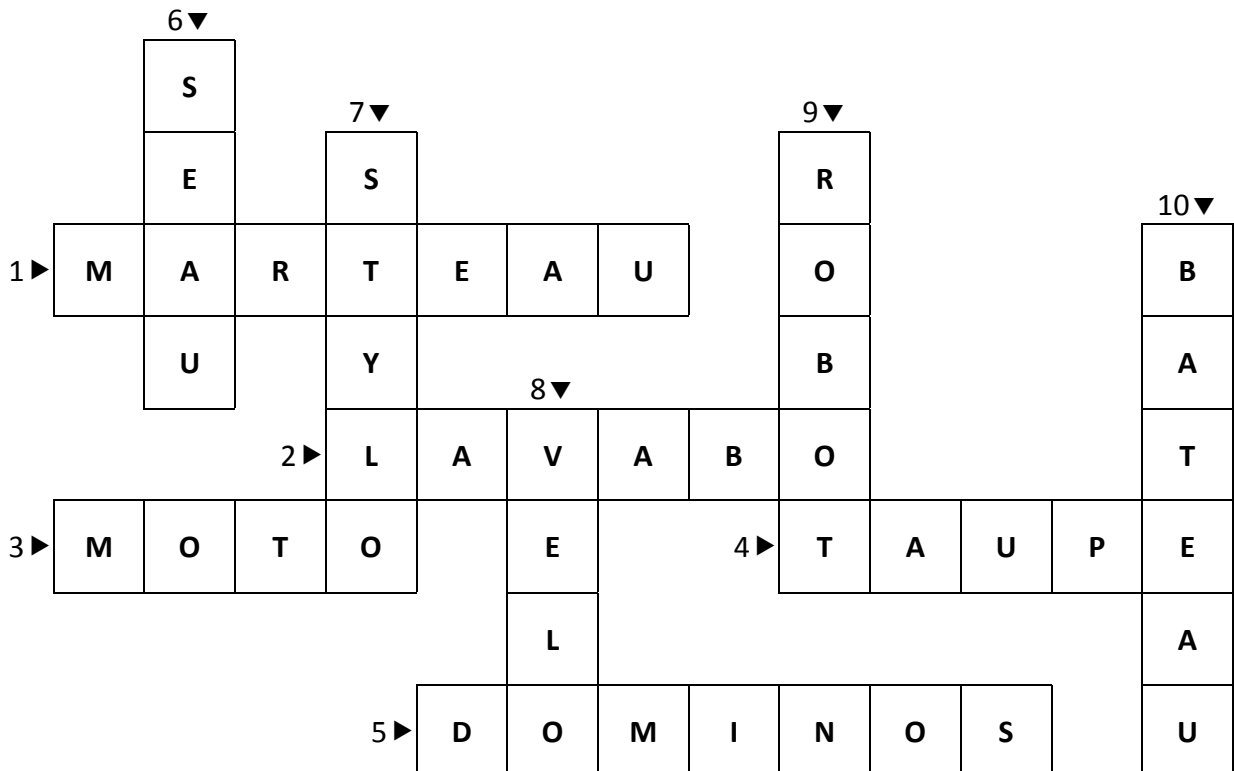 6▼
S
7▼ 9▼
E S R
10▼
1► M A R T E A U O B
U Y B A
8▼
2► L A V A B O T
3► M O T O E 4► T A U P E
L A
5► D O M I N O S U